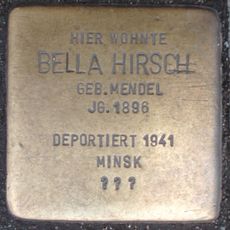 HIER WOHNTE
BELLA HIRSCH
GEB. MENDEL
JG. 1896
DEPORTIERT 1941
MINSK
???